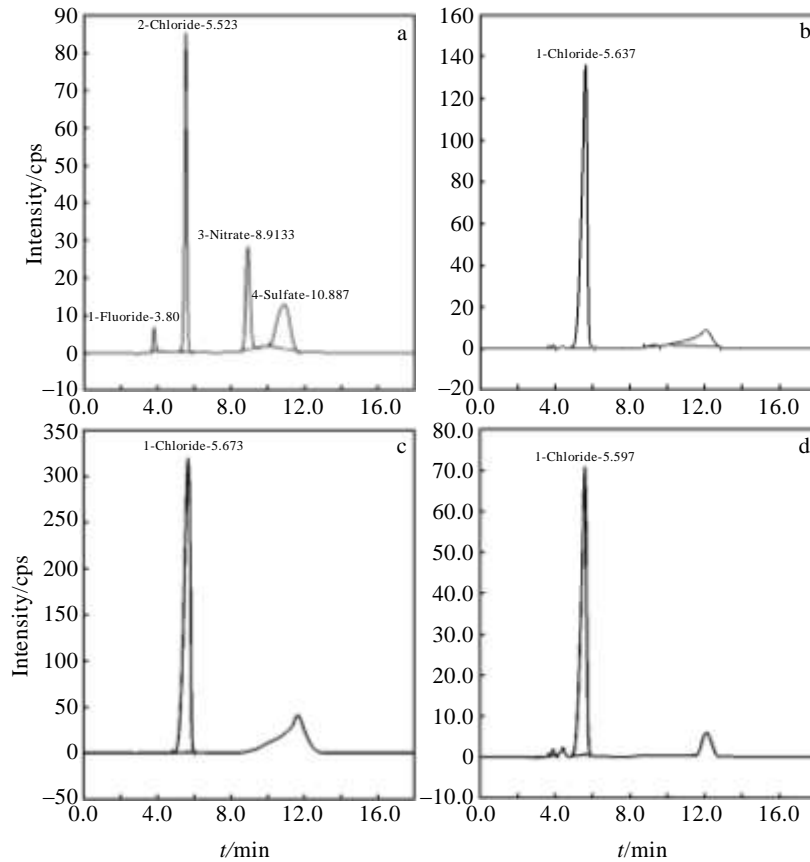 a
2-Chloride-5.523
3-Nitrate-8.9133
4-Sulfate-10.887
1-Fluoride-3.80
Intensity/cps
90
80
70
60
50
40
30
20
10
0
–10
0.0 4.0 8.0 12.0 16.0
b
1-Chloride-5.637
160
140
120
100
80
60
40
20
0
–20
0.0 4.0 8.0 12.0 16.0
c
1-Chloride-5.673
Intensity/cps
350
300
250
200
150
100
50
0
–50
0.0 4.0 8.0 12.0 16.0
t/min
d
1-Chloride-5.597
80.0
70.0
60.0
50.0
40.0
30.0
20.0
10.0
0
–10.0
0.0 4.0 8.0 12.0 16.0
t/min